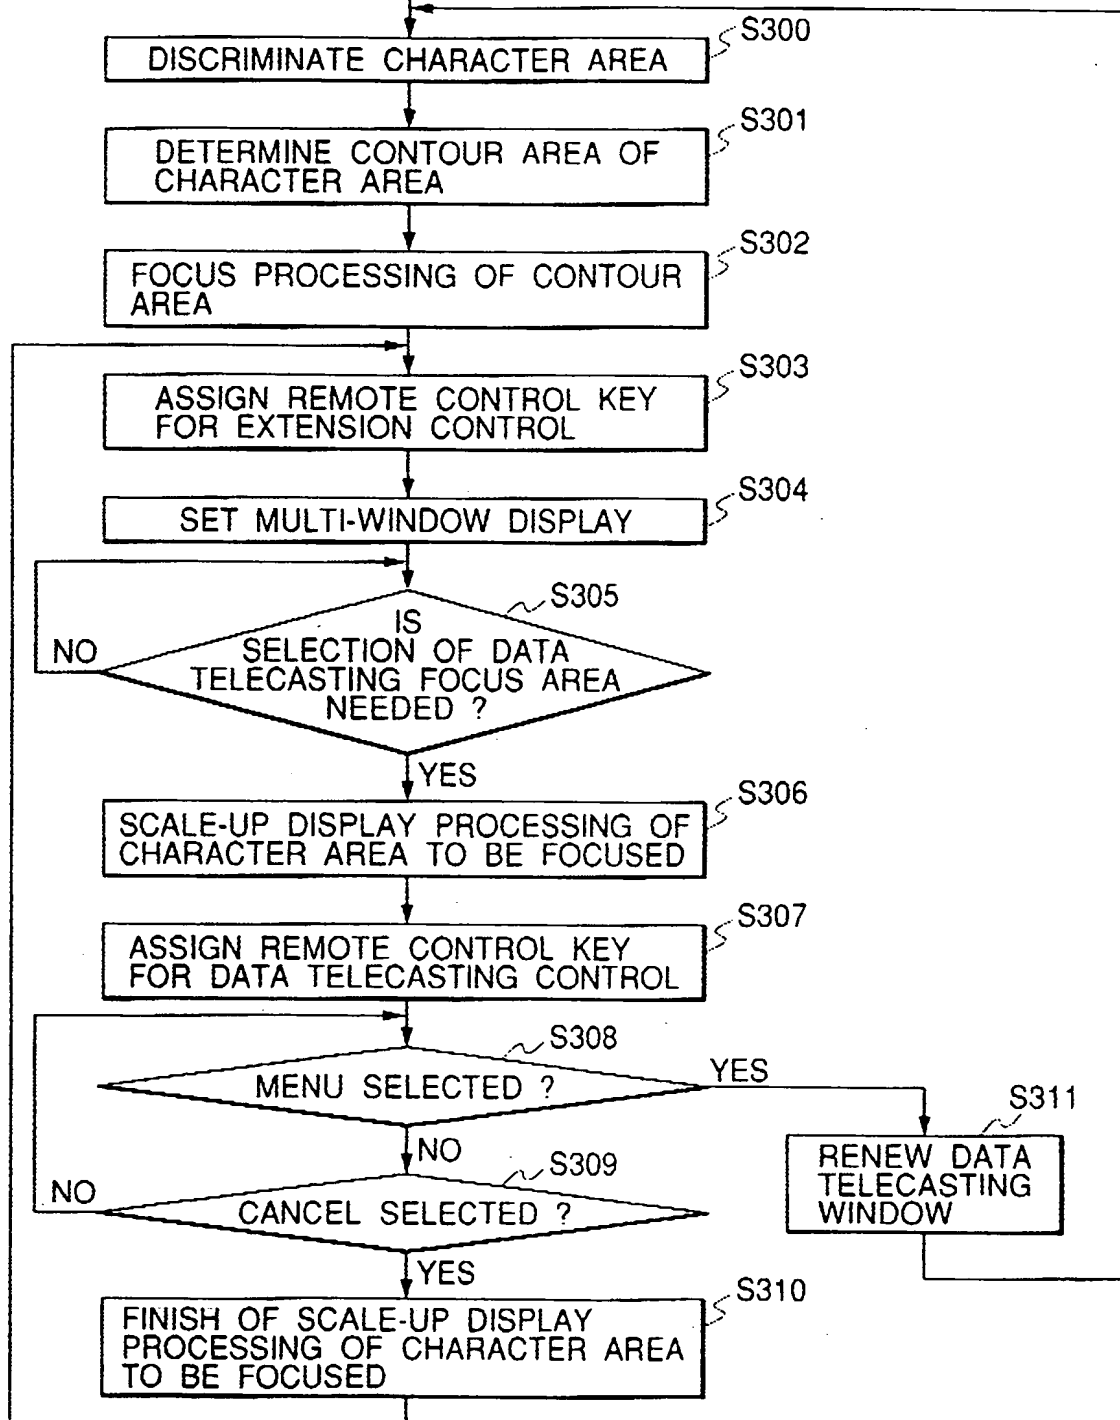 S300
DISCRIMINATE CHARACTER AREA
S301
DETERMINE CONTOUR AREA OF
CHARACTER AREA
S302
FOCUS PROCESSING OF CONTOUR
AREA
S303
ASSIGN REMOTE CONTROL KEY
FOR EXTENSION CONTROL
S304
SET MULTI-WINDOW DISPLAY
S305
IS
SELECTION OF DATA
TELECASTING FOCUS AREA
NEEDED ?
NO
YES
S306
SCALE-UP DISPLAY PROCESSING OF
CHARACTER AREA TO BE FOCUSED
S307
ASSIGN REMOTE CONTROL KEY
FOR DATA TELECASTING CONTROL
S308
MENU SELECTED ?
YES
NO
S311
RENEW DATA
TELECASTING
WINDOW
S309
CANCEL SELECTED ?
NO
YES
S310
FINISH OF SCALE-UP DISPLAY
PROCESSING OF CHARACTER AREA
TO BE FOCUSED